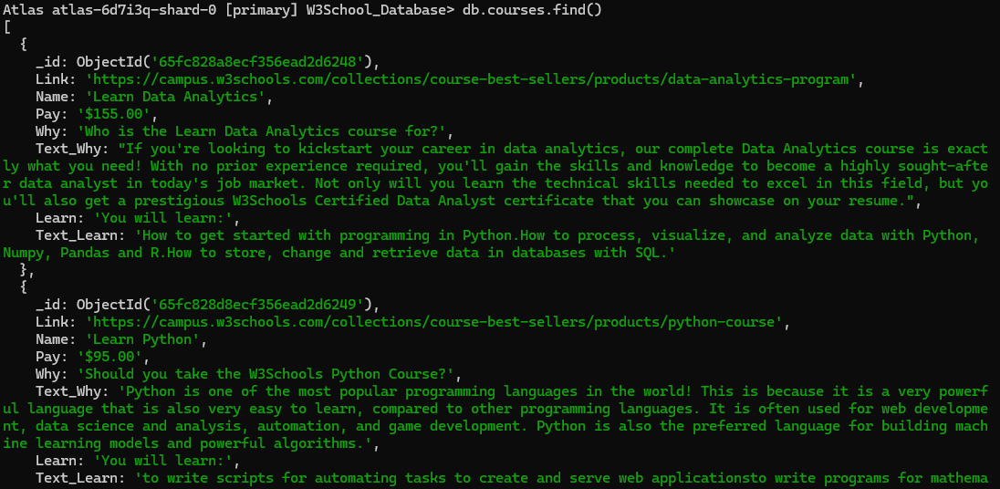 Atlas atlas-6d7i3q-shard-0 [primary] W3School_Database> db.courses.find()
[
  {
    _id: ObjectId('65fc828a8ecf356ead2d6248'),
    Link: 'https://campus.w3schools.com/collections/course-best-sellers/products/data-analytics-program',
    Name: 'Learn Data Analytics',
    Pay: '$155.00',
    Why: 'Who is the Learn Data Analytics course for?',
    Text_Why: "If you're looking to kickstart your career in data analytics, our complete Data Analytics course is exact
ly what you need! With no prior experience required, you'll gain the skills and knowledge to become a highly sought-afte
r data analyst in today's job market. Not only will you learn the technical skills needed to excel in this field, but yo
u'll also get a prestigious W3Schools Certified Data Analyst certificate that you can showcase on your resume.",
    Learn: 'You will learn:',
    Text_Learn: 'How to get started with programming in Python.How to process, visualize, and analyze data with Python,
Numpy, Pandas and R.How to store, change and retrieve data in databases with SQL.'
  },
  {
    _id: ObjectId('65fc828d8ecf356ead2d6249'),
    Link: 'https://campus.w3schools.com/collections/course-best-sellers/products/python-course',
    Name: 'Learn Python',
    Pay: '$95.00',
    Why: 'Should you take the W3Schools Python Course?',
    Text_Why: 'Python is one of the most popular programming languages in the world! This is because it is a very powerf
ul language that is also very easy to learn, compared to other programming languages. It is often used for web developme
nt, data science and analysis, automation, and game development. Python is also the preferred language for building mach
ine learning models and powerful algorithms.',
    Learn: 'You will learn:',
    Text_Learn: 'to write scripts for automating tasks to create and serve web applicationsto write programs for mathema